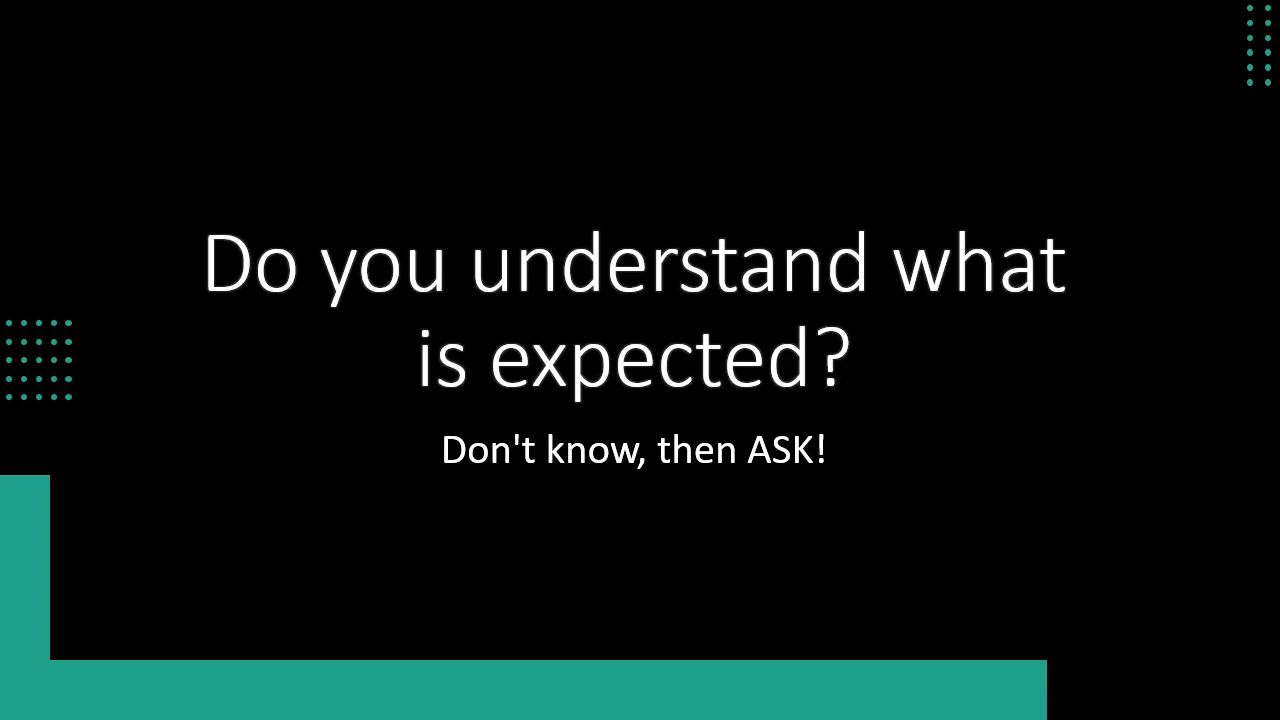 Do you understand what
is expected?
Don't know, then ASK!